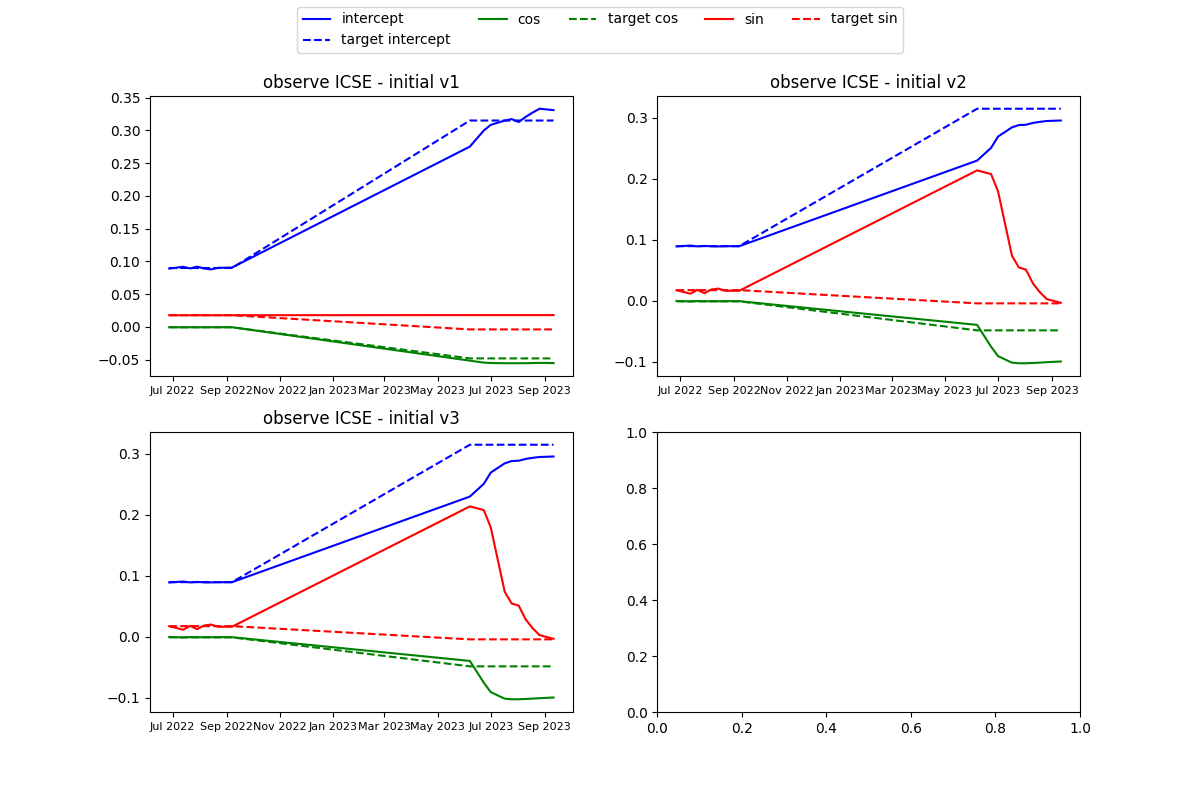 intercept cos target cos sin target sin
target intercept
observe ICSE - initial v1
0.35
0.30
0.25
0.20
0.15
0.10
0.05
0.00
−0.05
Jul 2022 Sep 2022 Nov 2022 Jan 2023 Mar 2023 May 2023 Jul 2023 Sep 2023
observe ICSE - initial v2
0.3
0.2
0.1
0.0
−0.1
Jul 2022 Sep 2022 Nov 2022 Jan 2023 Mar 2023 May 2023 Jul 2023 Sep 2023
observe ICSE - initial v3
0.3
0.2
0.1
0.0
−0.1
Jul 2022 Sep 2022 Nov 2022 Jan 2023 Mar 2023 May 2023 Jul 2023 Sep 2023
1.0
0.8
0.6
0.4
0.2
0.0
0.0 0.2 0.4 0.6 0.8 1.0